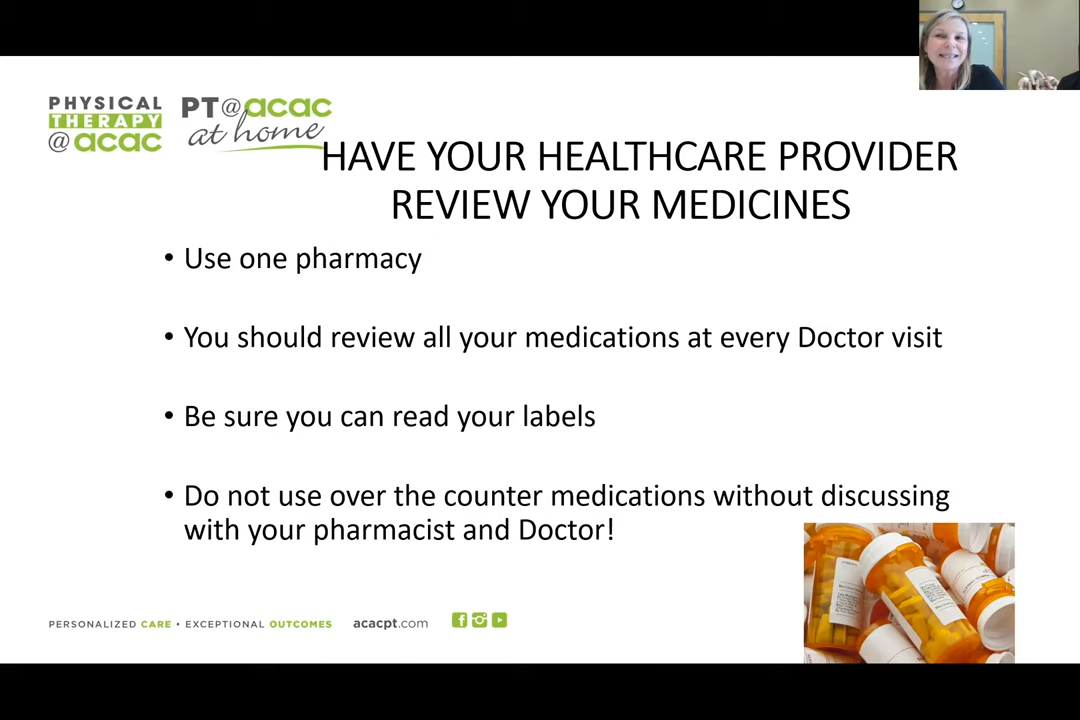 PHYSICAL
THERAPY
@acac
PT@acac
at home
HAVE YOUR HEALTHCARE PROVIDER
REVIEW YOUR MEDICINES
• Use one pharmacy
• You should review all your medications at every Doctor visit
• Be sure you can read your labels
• Do not use over the counter medications without discussing
with your pharmacist and Doctor!
PERSONALIZED CARE • EXCEPTIONAL OUTCOMES acacpt.com